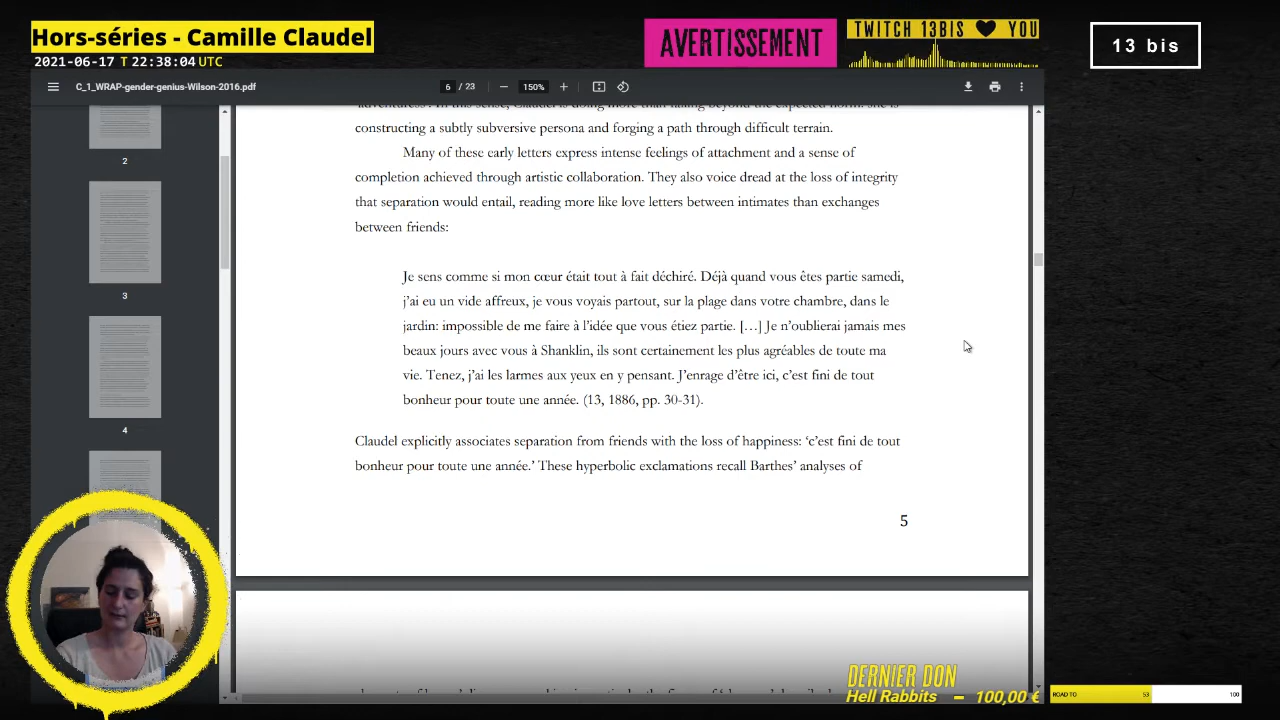 Hors-séries - Camille Claudel
2021-06-17 T 22:38:04 UTC
AVERTISSEMENT
TWITCH 13BIS YOU
13 bis
C_1_WRAP-gender-genius-Wilson-2016.pdf
6 / 23
150%
constructing a subtly subversive persona and forging a path through difficult terrain.
Many of these early letters express intense feelings of attachment and a sense of
completion achieved through artistic collaboration. They also voice dread at the loss of integrity
that separation would entail, reading more like love letters between intimates than exchanges
between friends:
Je sens comme si mon cœur était tout à fait déchiré. Déjà quand vous êtes partie samedi,
j'ai eu un vide affreux, je vous voyais partout, sur la plage dans votre chambre, dans le
jardin: impossible de me faire à l'idée que vous étiez partie. […] Je n'oublierai jamais mes
beaux jours avec vous à Shanklin, ils sont certainement les plus agréables de toute ma
vie. Tenez, j'ai les larmes aux yeux en y pensant. J'enrage d'être ici, c'est fini de tout
bonheur pour toute une année. (13, 1886, pp. 30-31).
Claudel explicitly associates separation from friends with the loss of happiness: 'c'est fini de tout
bonheur pour toute une année.' These hyperbolic exclamations recall Barthes' analyses of
5
2
3
4
DERNIER DON
Hell Rabbits – 100,00 €
ROAD TO 53 100